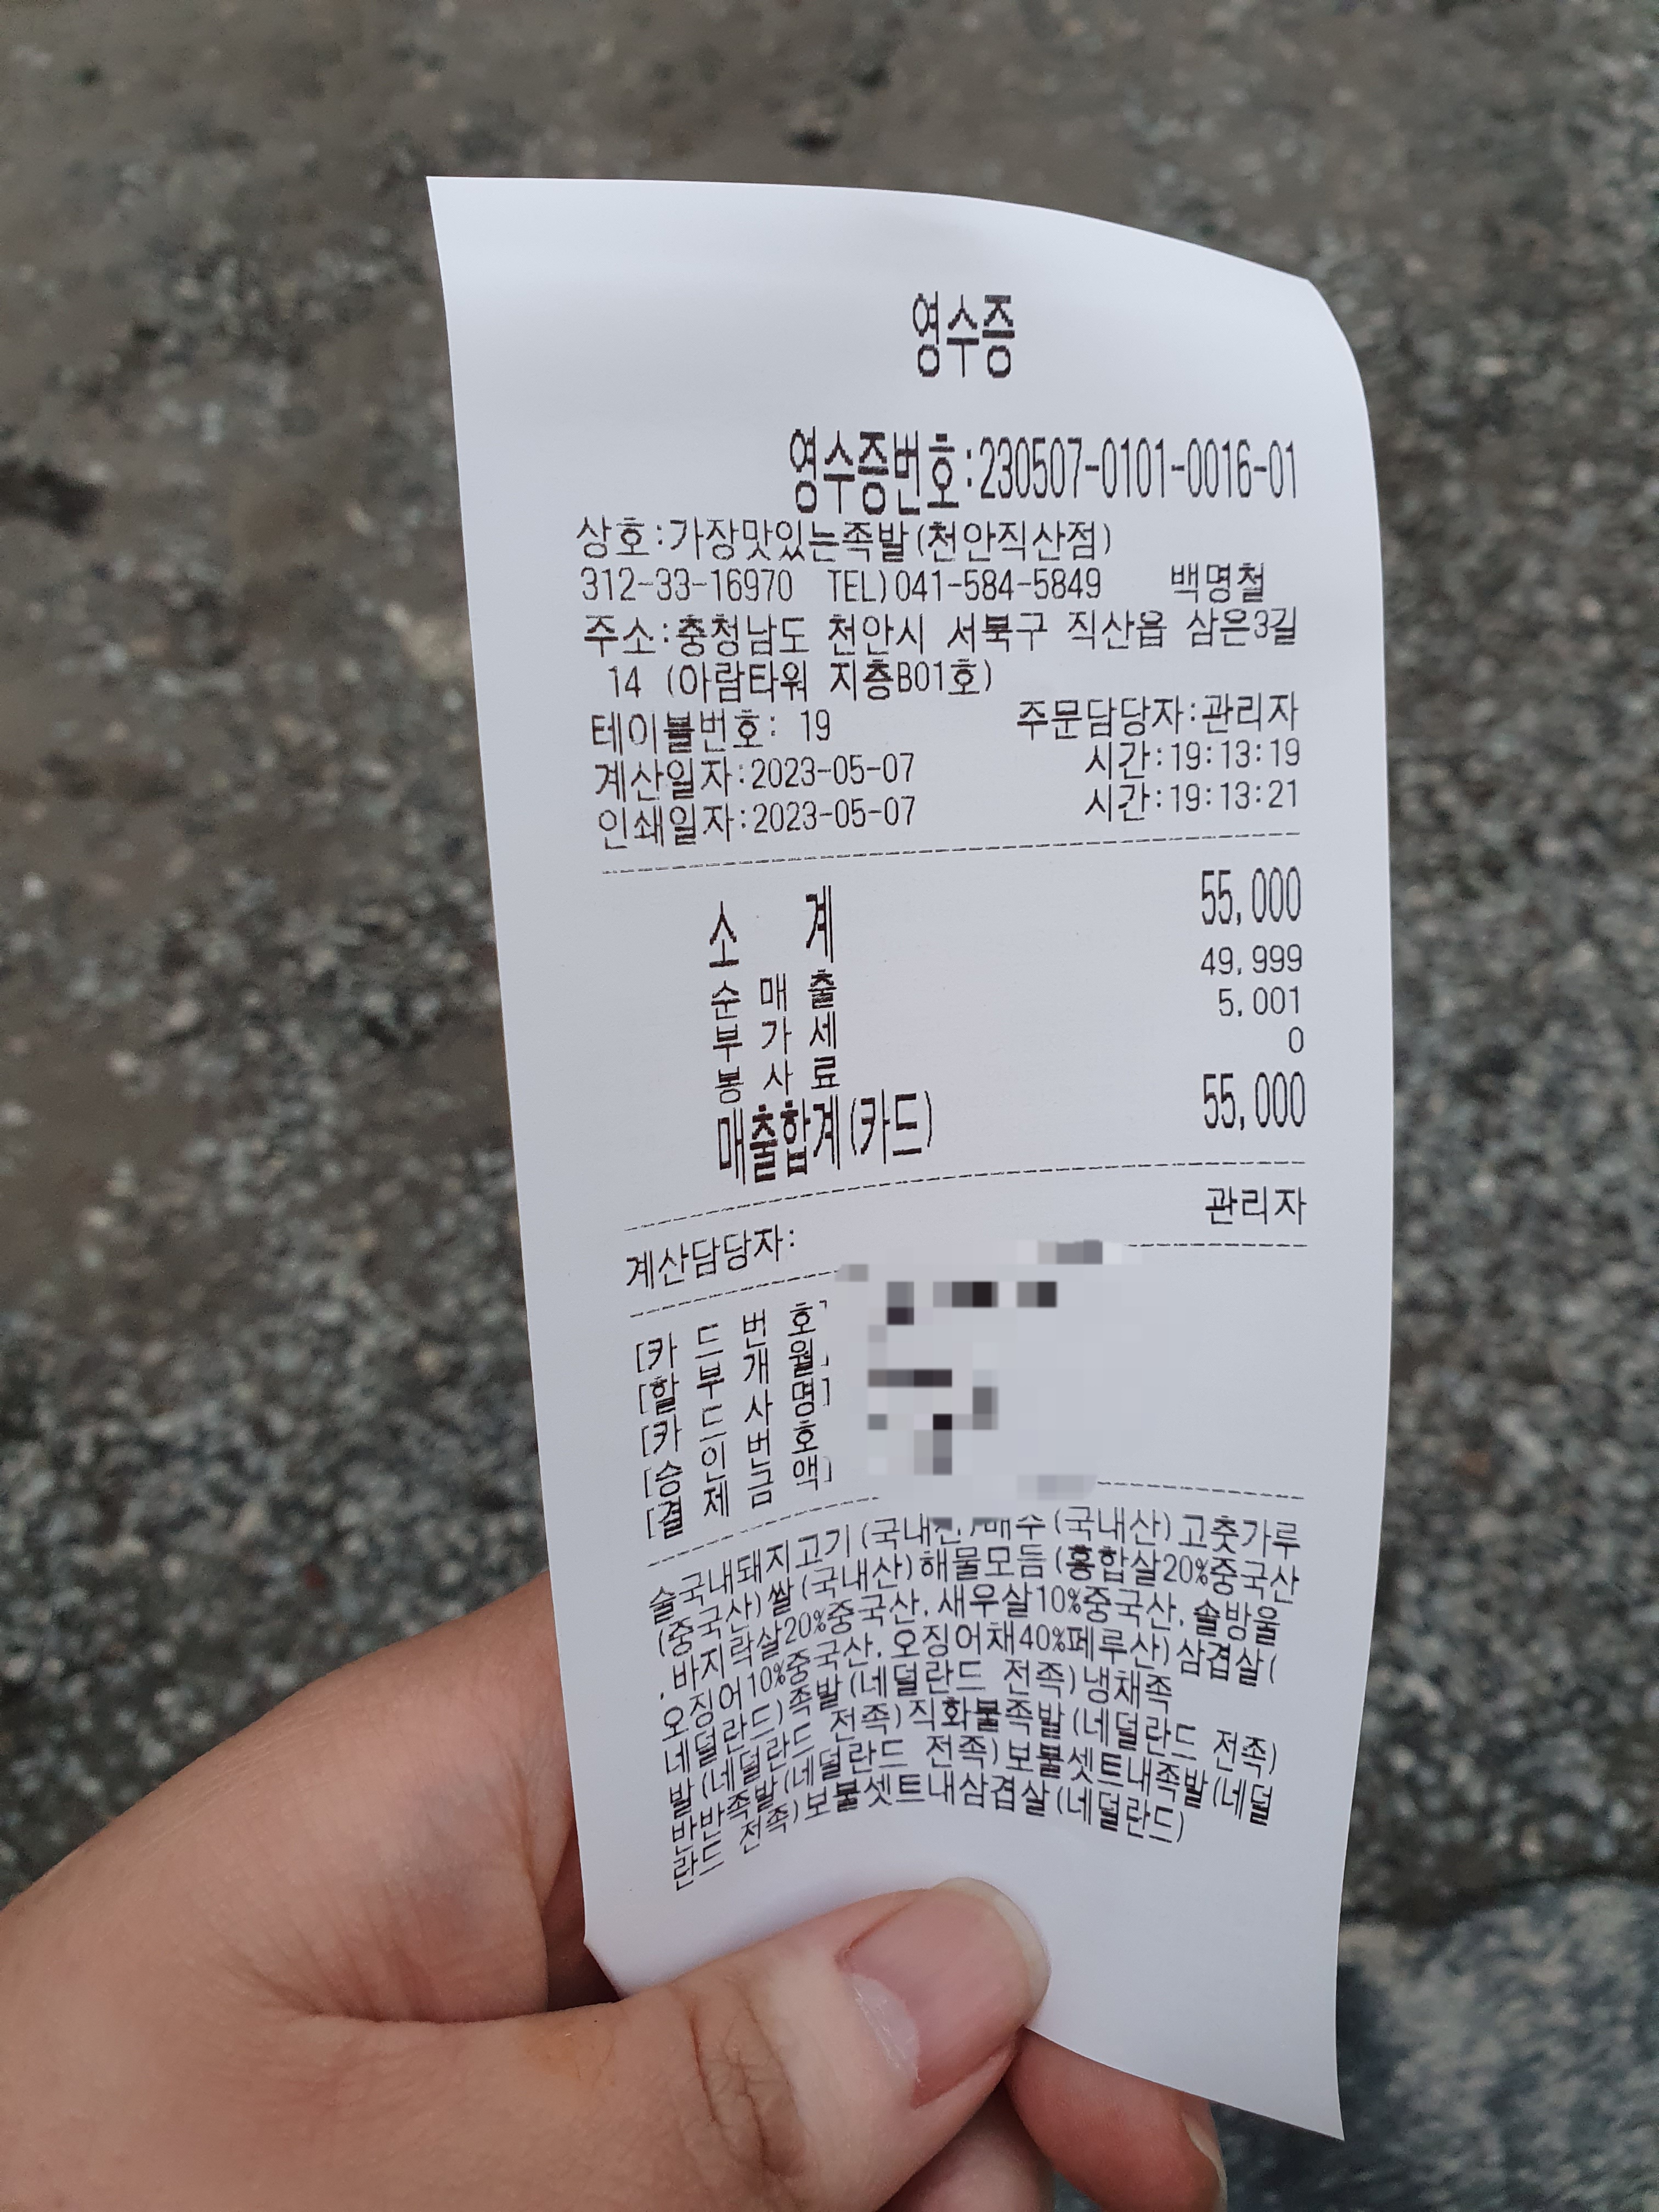 영수증
영수증번호:230507-0101-0016-01
상호:가장맛있는족발(천안직산점)
312-33-16970 TEL)041-584-5849 백명철
주소:충청남도 천안시 서북구 직산읍 삼은3길
14 (아람타워 지층B01호)
테이블번호: 19 주문담당자:관리자
계산일자:2023-05-07 시간:19:13:19
인쇄일자:2023-05-07 시간:19:13:21
소 계 55,000
순 매 출 49,999
부 가 세 5,001
봉 사 료 0
매출합계(카드) 55,000
계산담당자: 관리자
[카 드 번 호]
[할 부 개 월]
[카 드 사 명]
[승 인 번 호
[결 제 금 액]
술국내돼지고기(국내산)배추(국내산)고춧가루
(중국산)쌀(국내산)해물모듬(홍합살20%중국산
,바지락살20%중국산,새우살10%중국산,솔방울
오징어10%중국산,오징어채40%페루산)삼겹살(
네덜란드)족발(네덜란드 전족)냉채족
발(네덜란드 전족)직화불족발(네덜란드 전족)
반반족발(네덜란드 전족)보불셋트내족발(네덜
란드 전족)보불셋트내삼겹살(네덜란드)